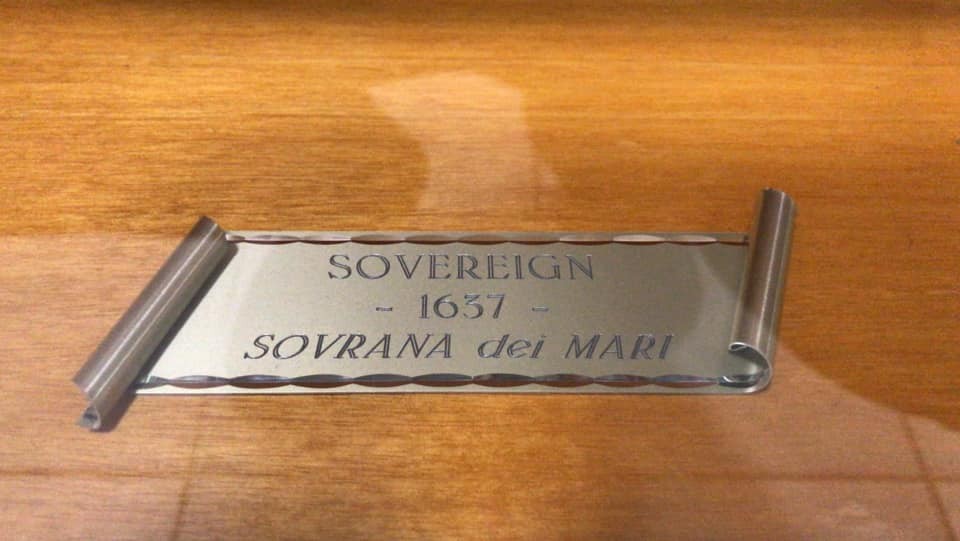 SOVEREIGN
- 1637 -
SOVRANA dei MARI